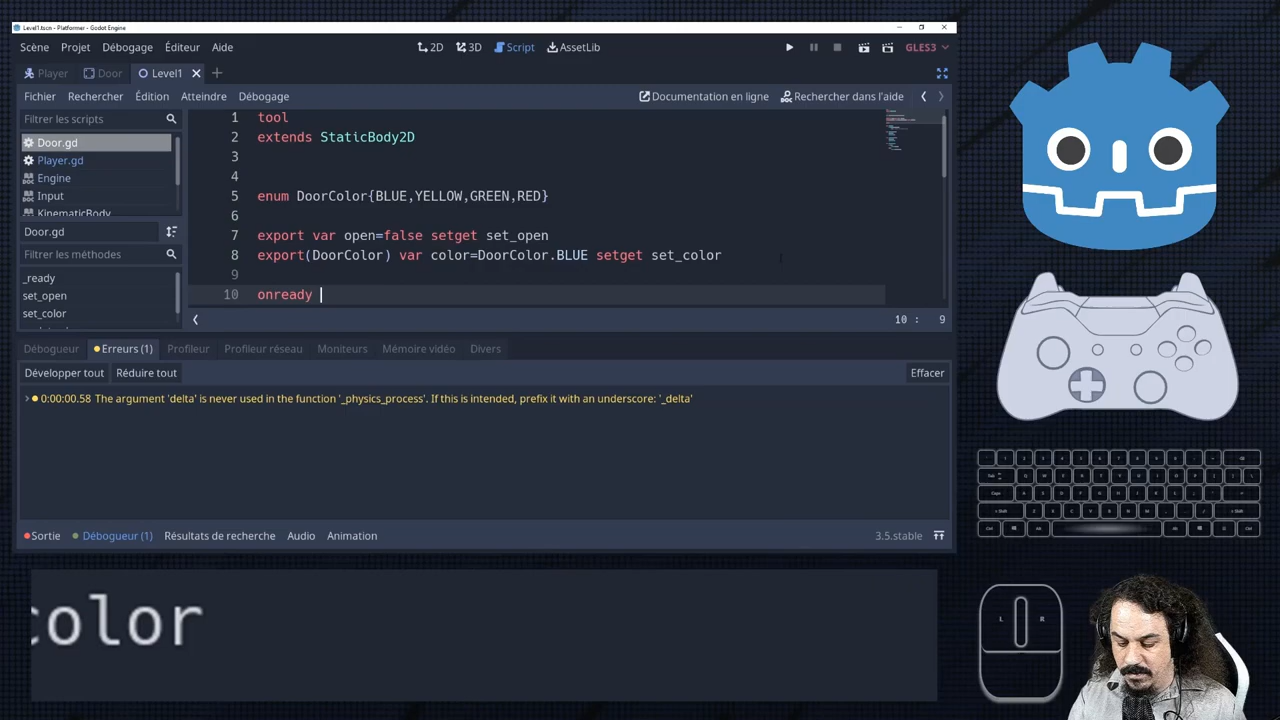 Level1.tscn - Platformer - Godot Engine
Scène Projet Débogage Éditeur Aide
2D 3D Script AssetLib
GLES3
Player Door Level1
Fichier Rechercher Édition Atteindre Débogage
Documentation en ligne Rechercher dans l'aide
Filtrer les scripts
Door.gd
Player.gd
Engine
Input
KinematicBody
Door.gd
Filtrer les méthodes
_ready
set_open
set_color
1 tool
2 extends StaticBody2D
3
4
5 enum DoorColor{BLUE,YELLOW,GREEN,RED}
6
7 export var open=false setget set_open
8 export(DoorColor) var color=DoorColor.BLUE setget set_color
9
10 onready
10 : 9
Débogueur Erreurs (1) Profileur Profileur réseau Moniteurs Mémoire vidéo Divers
Développer tout Réduire tout Effacer
0:00:00.58 The argument 'delta' is never used in the function '_physics_process'. If this is intended, prefix it with an underscore: '_delta'
Sortie Débogueur (1) Résultats de recherche Audio Animation 3.5.stable
color
L R